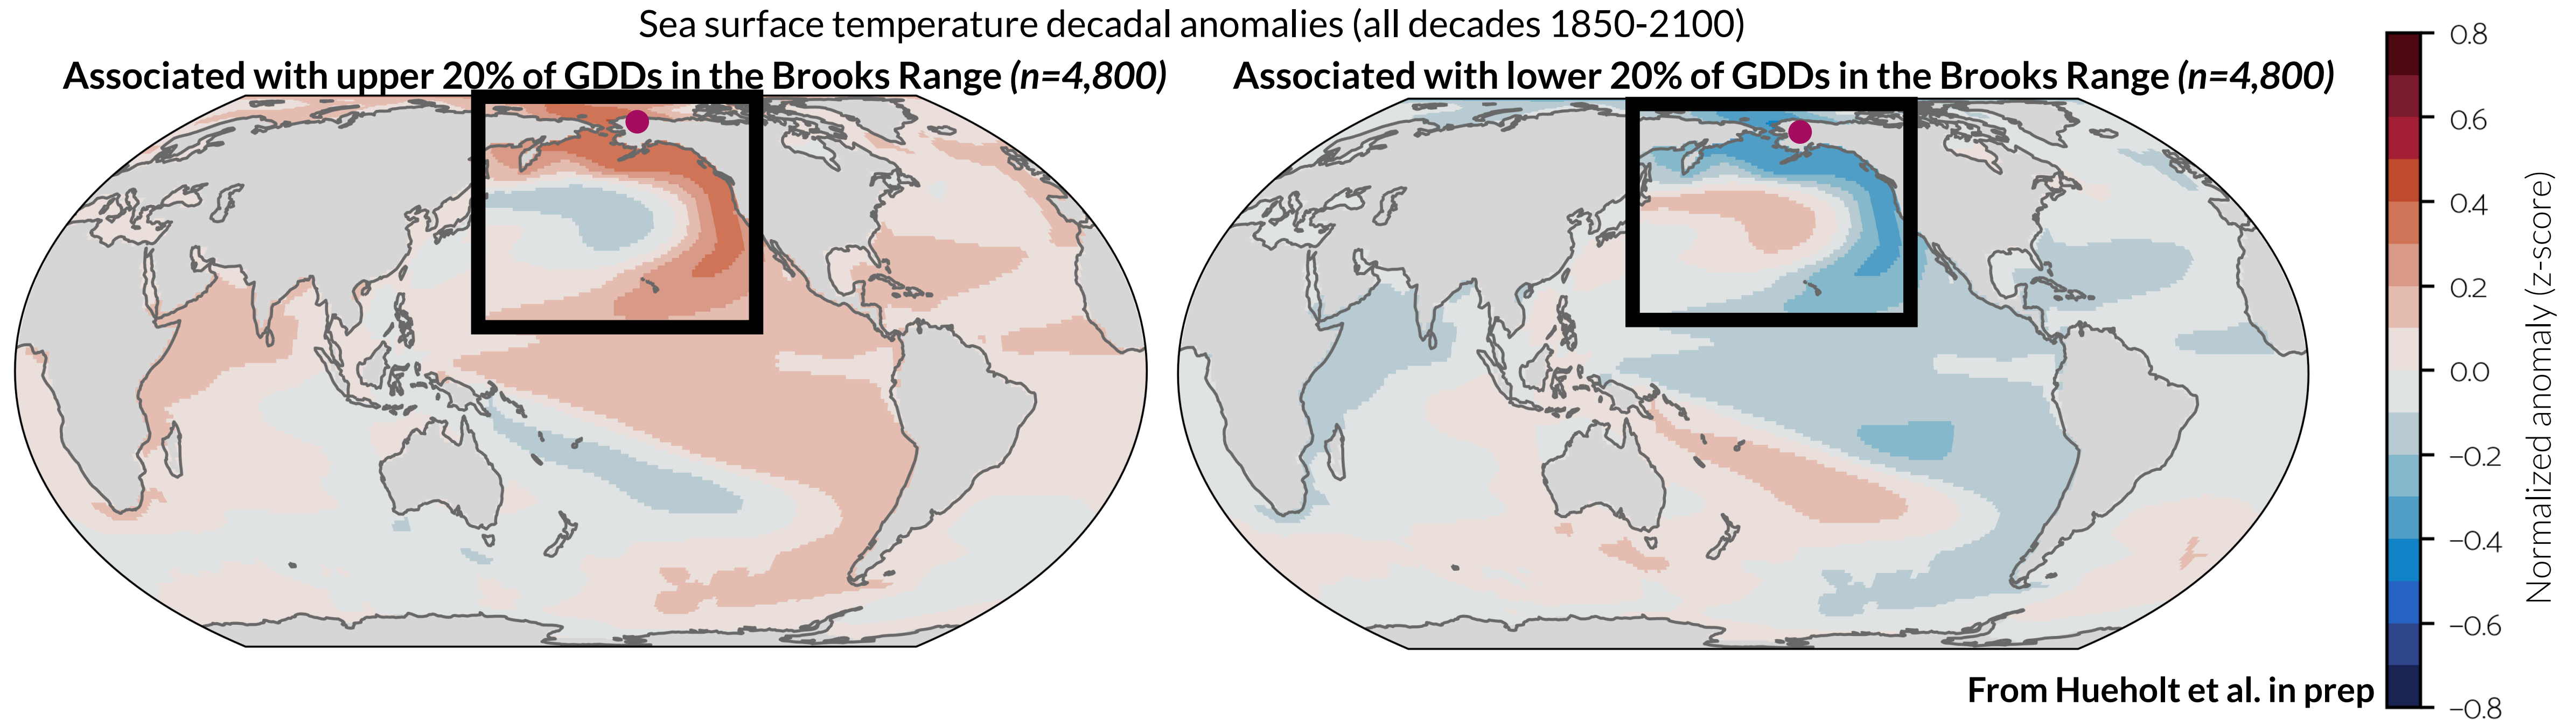 Sea surface temperature decadal anomalies (all decades 1850-2100)
Associated with upper 20% of GDDs in the Brooks Range (n=4,800)
Associated with lower 20% of GDDs in the Brooks Range (n=4,800)
0.8
0.6
0.4
0.2
0.0
−0.2
−0.4
−0.6
−0.8
Normalized anomaly (z-score)
From Hueholt et al. in prep